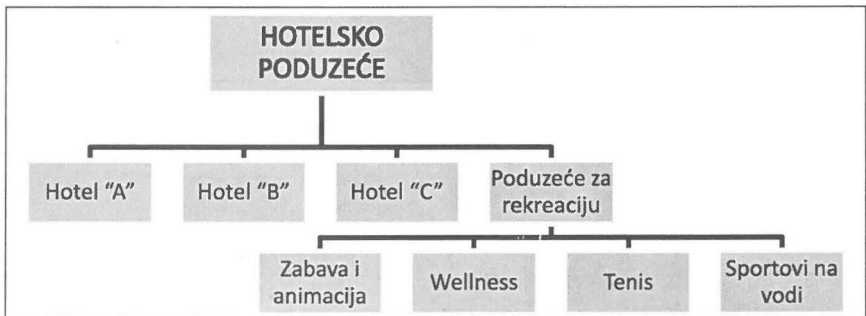 HOTELSKO
PODUZEĆE
Hotel "A"
Hotel "B"
Hotel "C"
Poduzeće za
rekreaciju
Zabava i
animacija
Wellness
Tenis
Sportovi na
vodi